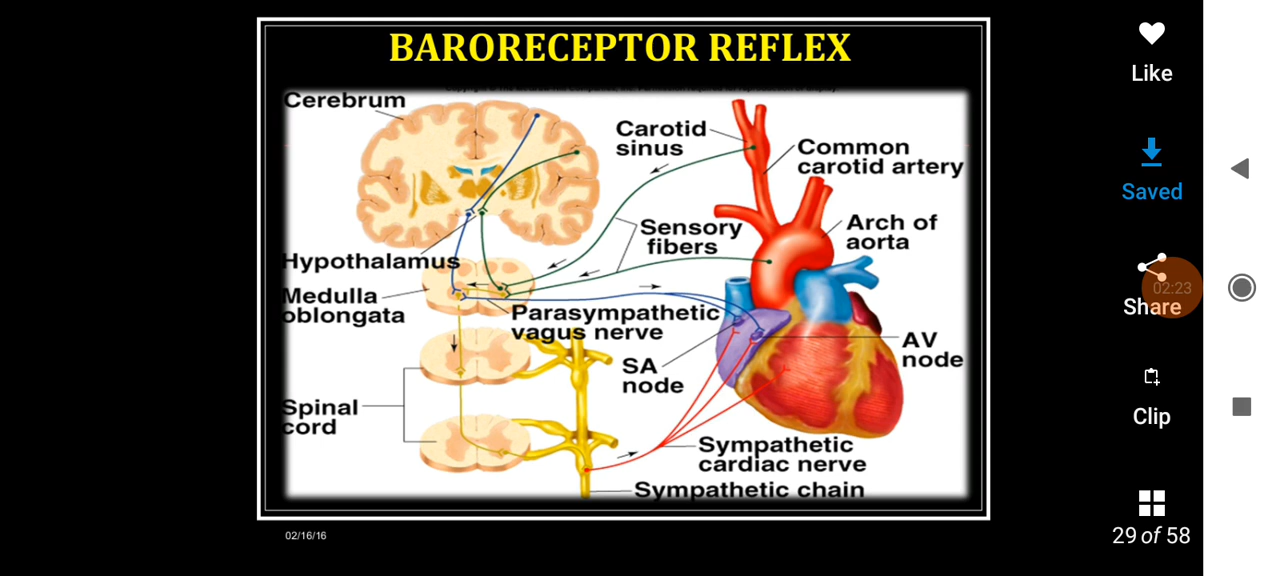 BARORECEPTOR REFLEX
Cerebrum
Carotid
sinus
Common
carotid artery
Sensory
fibers
Arch of
aorta
Hypothalamus
Medulla
oblongata
Parasympathetic
vagus nerve
SA
node
AV
node
Spinal
cord
Sympathetic
cardiac nerve
Sympathetic chain
02/16/16
Like
Saved
Share
02:23
Clip
29 of 58